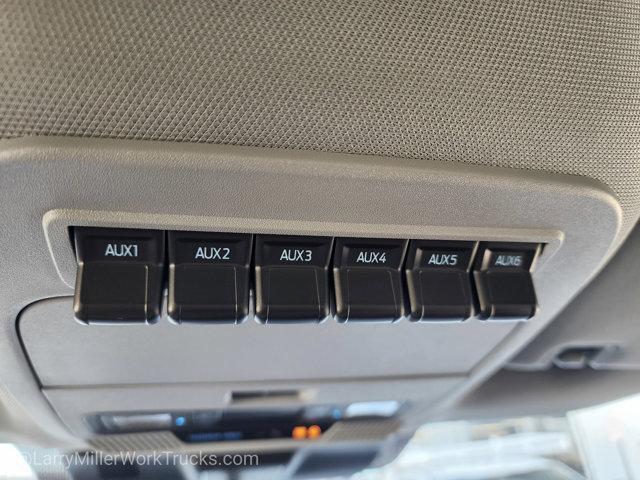 AUX1 AUX2 AUX3 AUX4 AUX5 AUX6
©LarryMillerWorkTrucks.com